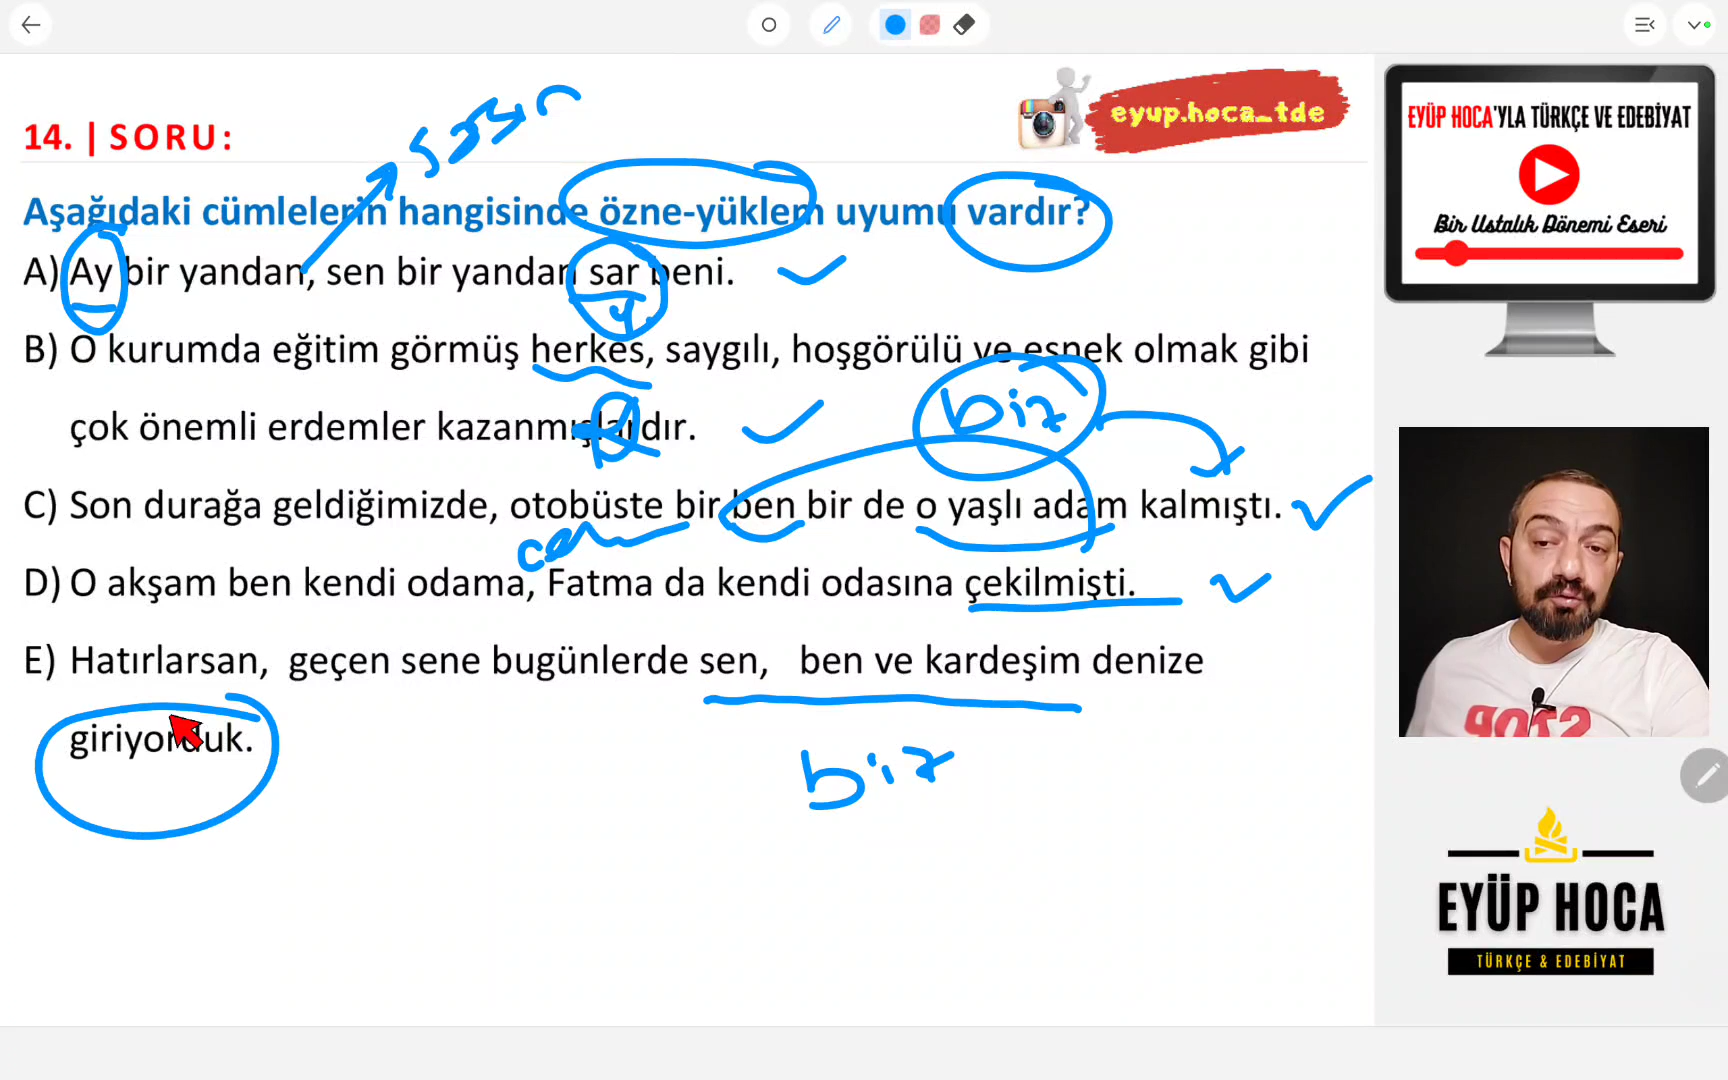 eyup.hoca_tde
14. | SORU:
sarsın
Aşağıdaki cümlelerin hangisinde özne-yüklem uyumu vardır?
A) Ay bir yandan, sen bir yandan sar beni.
y.
B) O kurumda eğitim görmüş herkes, saygılı, hoşgörülü ve esnek olmak gibi
çok önemli erdemler kazanmışlardır.
biz
C) Son durağa geldiğimizde, otobüste bir ben bir de o yaşlı adam kalmıştı.
D) O akşam ben kendi odama, Fatma da kendi odasına çekilmişti.
E) Hatırlarsan, geçen sene bugünlerde sen, ben ve kardeşim denize
giriyorduk.
biz
EYÜP HOCA'YLA TÜRKÇE VE EDEBİYAT
Bir Ustalık Dönemi Eseri
STOP
EYÜP HOCA
TÜRKÇE & EDEBİYAT